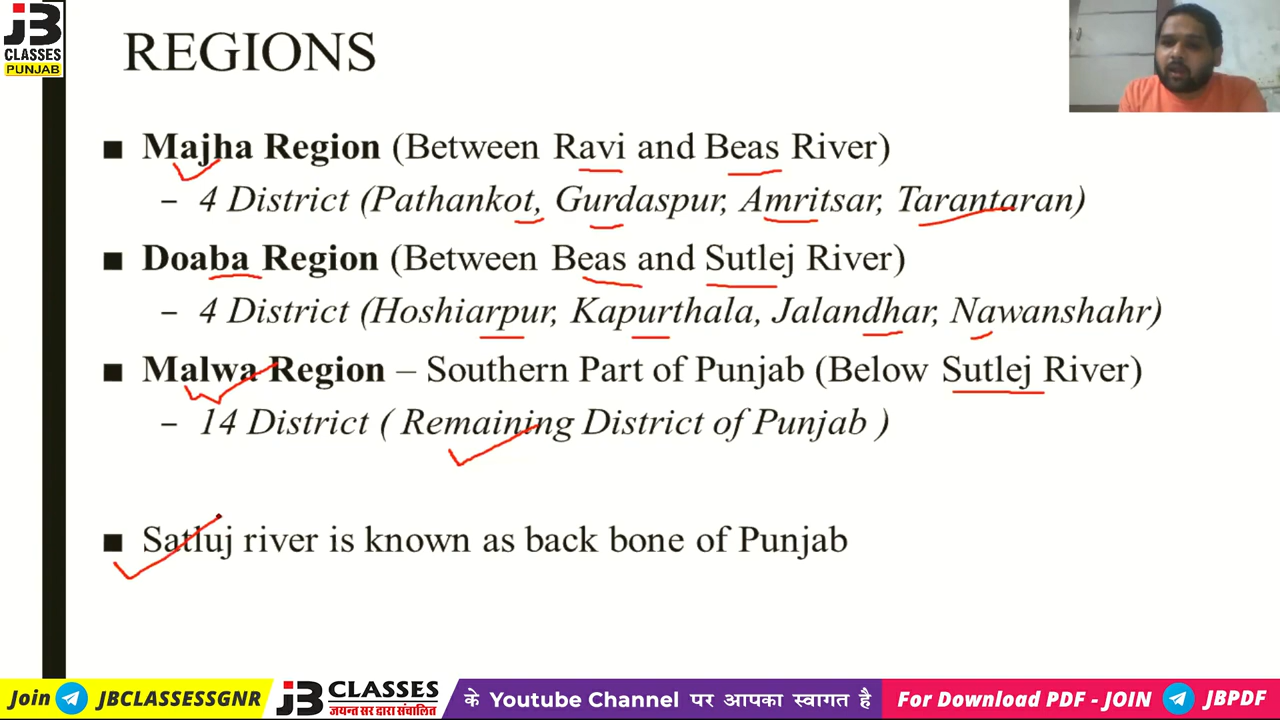 JB
CLASSES
PUNJAB
REGIONS
■ Majha Region (Between Ravi and Beas River)
– 4 District (Pathankot, Gurdaspur, Amritsar, Tarantaran)
■ Doaba Region (Between Beas and Sutlej River)
– 4 District (Hoshiarpur, Kapurthala, Jalandhar, Nawanshahr)
■ Malwa Region – Southern Part of Punjab (Below Sutlej River)
– 14 District ( Remaining District of Punjab )
■ Satluj river is known as back bone of Punjab
Join JBCLASSESSGNR
JB CLASSES
जयन्त सर द्वारा संचालित
के Youtube Channel पर आपका स्वागत है
For Download PDF - JOIN JBPDF